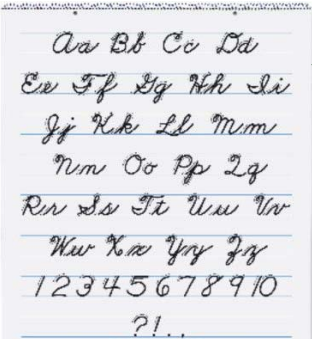 Aa Bb Cc Dd
Ee Ff Gg Hh Ii
Jj Kk Ll Mm
Nn Oo Pp Qq
Rr Ss Tt Uu Vv
Ww Xx Yy Zz
1 2 3 4 5 6 7 8 9 10
?!..